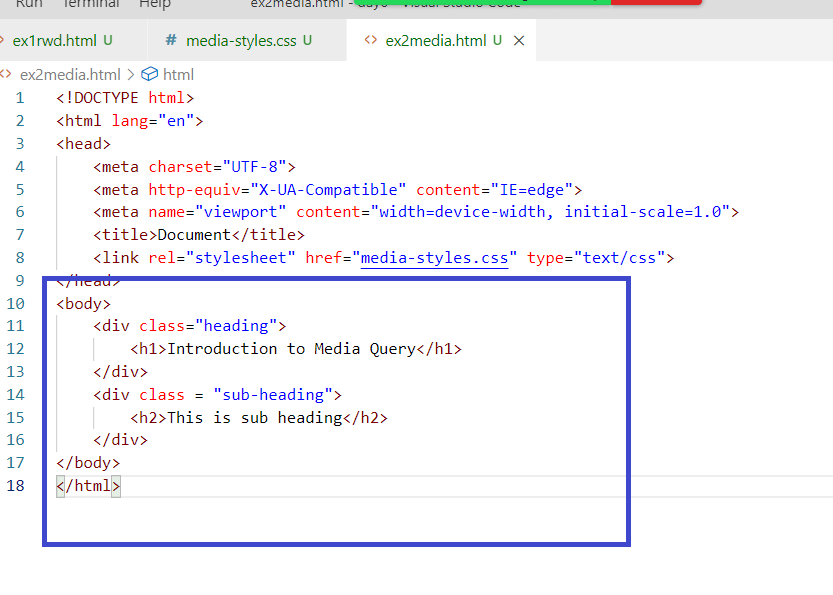 Run Terminal Help ex2media.html - day6 - Visual Studio Code
ex1rwd.html U # media-styles.css U <> ex2media.html U ×
<> ex2media.html > html
1 <!DOCTYPE html>
2 <html lang="en">
3 <head>
4 <meta charset="UTF-8">
5 <meta http-equiv="X-UA-Compatible" content="IE=edge">
6 <meta name="viewport" content="width=device-width, initial-scale=1.0">
7 <title>Document</title>
8 <link rel="stylesheet" href="media-styles.css" type="text/css">
9 </head>
10 <body>
11 <div class="heading">
12 <h1>Introduction to Media Query</h1>
13 </div>
14 <div class = "sub-heading">
15 <h2>This is sub heading</h2>
16 </div>
17 </body>
18 </html>